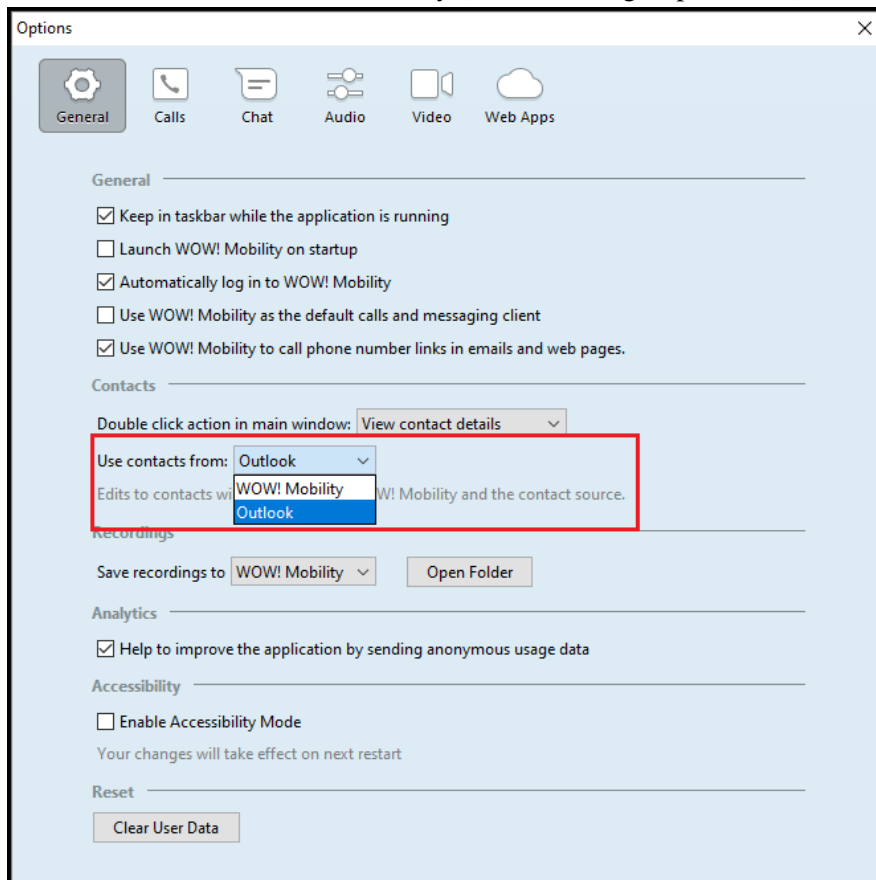 Options
General Calls Chat Audio Video Web Apps
General
Keep in taskbar while the application is running
Launch WOW! Mobility on startup
Automatically log in to WOW! Mobility
Use WOW! Mobility as the default calls and messaging client
Use WOW! Mobility to call phone number links in emails and web pages.
Contacts
Double click action in main window: View contact details
Use contacts from: Outlook
WOW! Mobility
Edits to contacts W! Mobility and the contact source.
Outlook
Recordings
Save recordings to WOW! Mobility Open Folder
Analytics
Help to improve the application by sending anonymous usage data
Accessibility
Enable Accessibility Mode
Your changes will take effect on next restart
Reset
Clear User Data